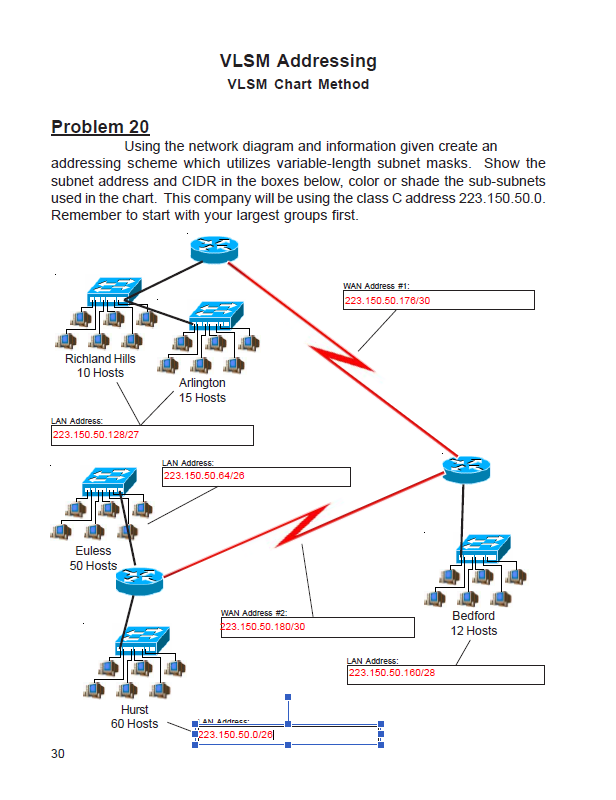 VLSM Addressing
VLSM Chart Method
Problem 20
Using the network diagram and information given create an
addressing scheme which utilizes variable-length subnet masks. Show the
subnet address and CIDR in the boxes below, color or shade the sub-subnets
used in the chart. This company will be using the class C address 223.150.50.0.
Remember to start with your largest groups first.
WAN Address #1:
223.150.50.176/30
Richland Hills
10 Hosts
Arlington
15 Hosts
LAN Address:
223.150.50.128/27
LAN Address:
223.150.50.64/26
Euless
50 Hosts
WAN Address #2:
223.150.50.180/30
Bedford
12 Hosts
LAN Address:
223.150.50.160/28
Hurst
60 Hosts
LAN Address:
223.150.50.0/26
30